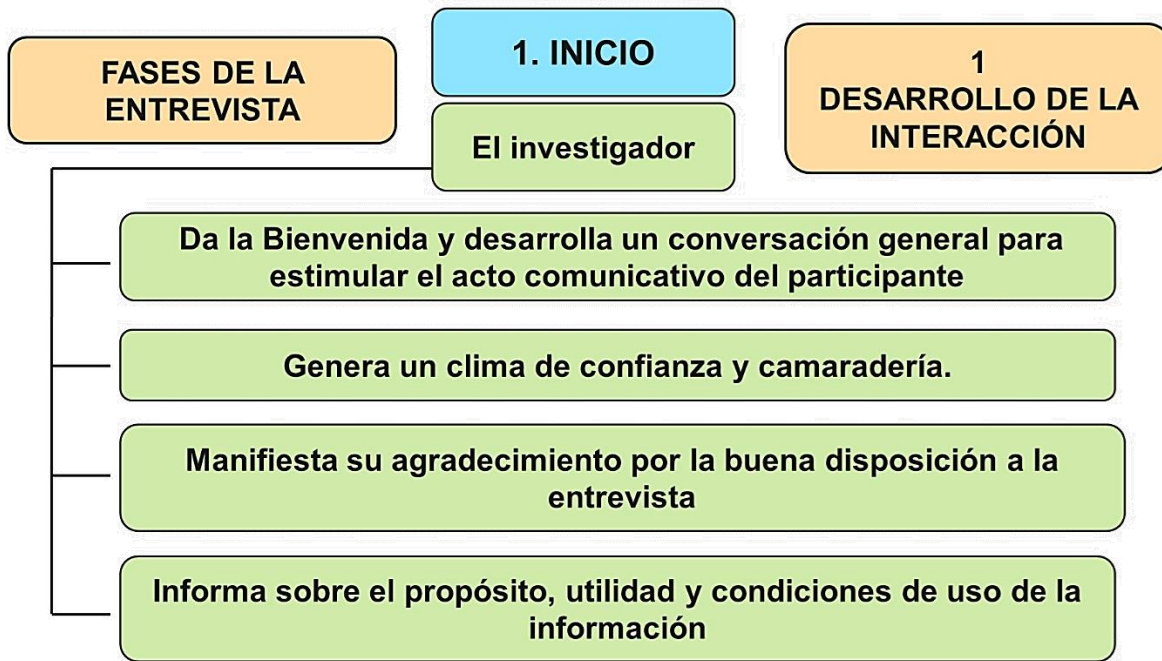 FASES DE LA
ENTREVISTA
1. INICIO
El investigador
1
DESARROLLO DE LA
INTERACCIÓN
Da la Bienvenida y desarrolla un conversación general para
estimular el acto comunicativo del participante
Genera un clima de confianza y camaradería.
Manifiesta su agradecimiento por la buena disposición a la
entrevista
Informa sobre el propósito, utilidad y condiciones de uso de la
información